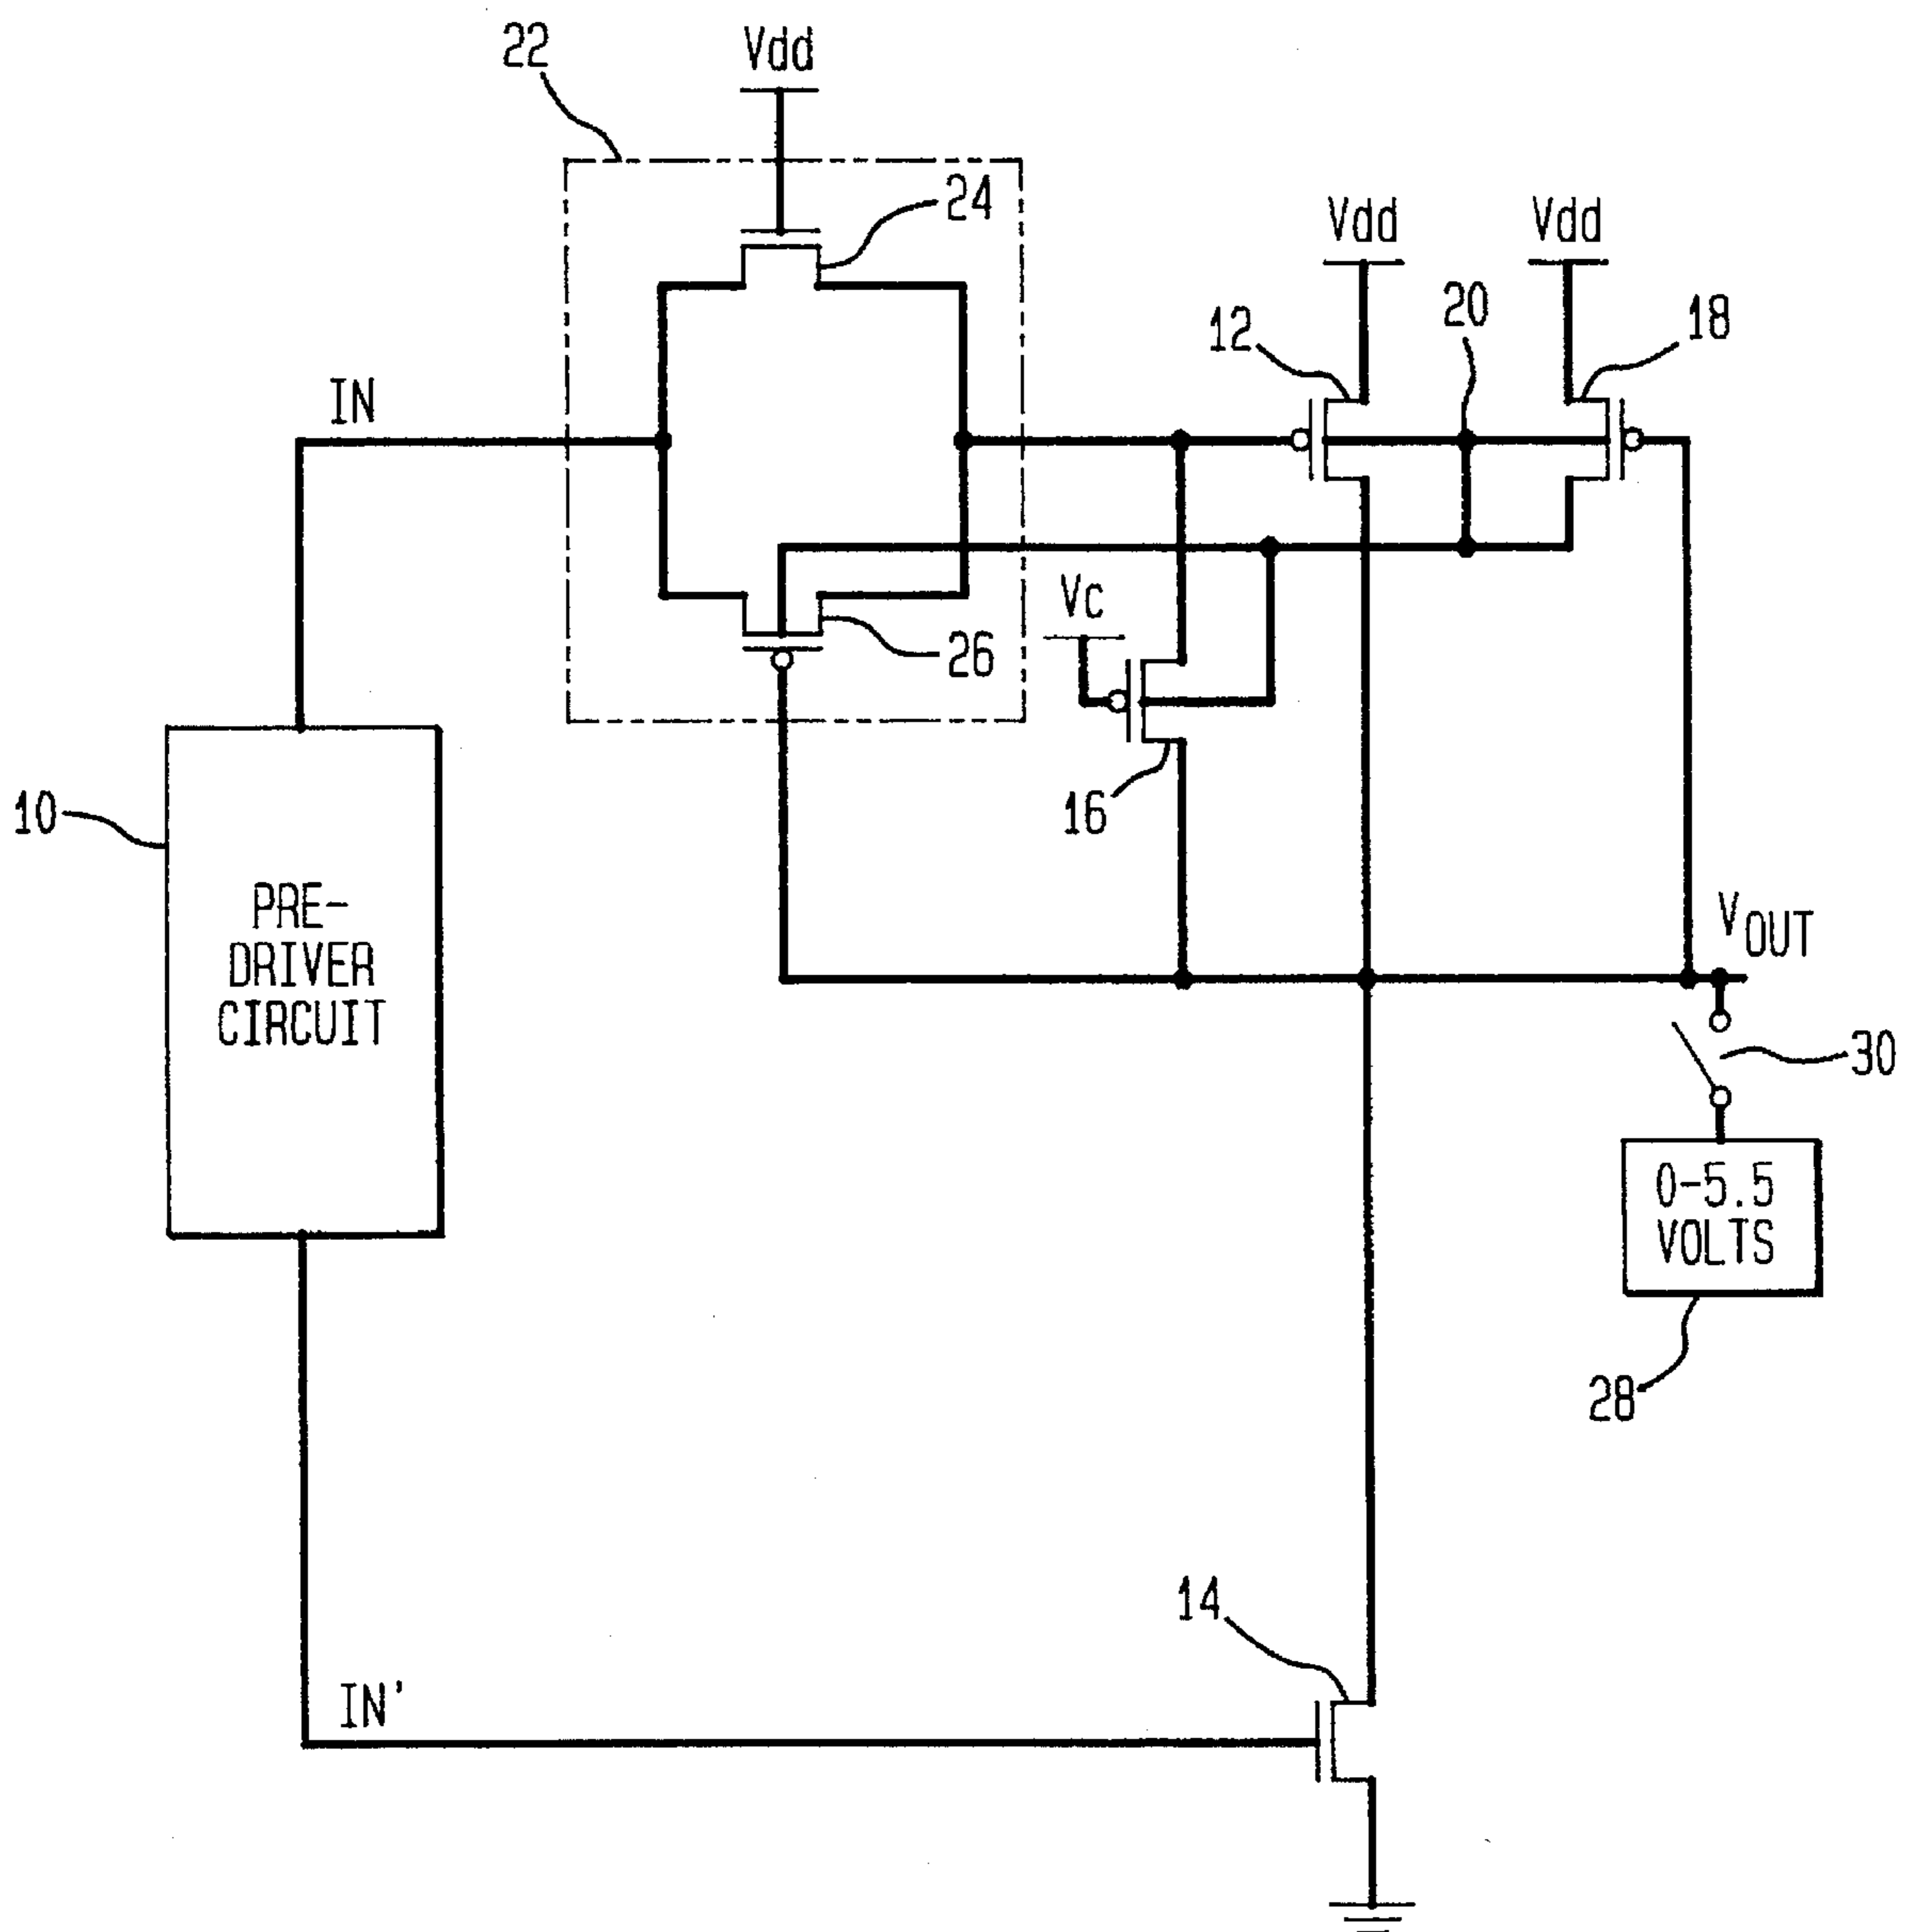 22
Vdd
24
Vdd
Vdd
12
20
18
IN
Vc
26
16
10
PRE-
DRIVER
CIRCUIT
VOUT
30
0-5.5
VOLTS
28
14
IN'